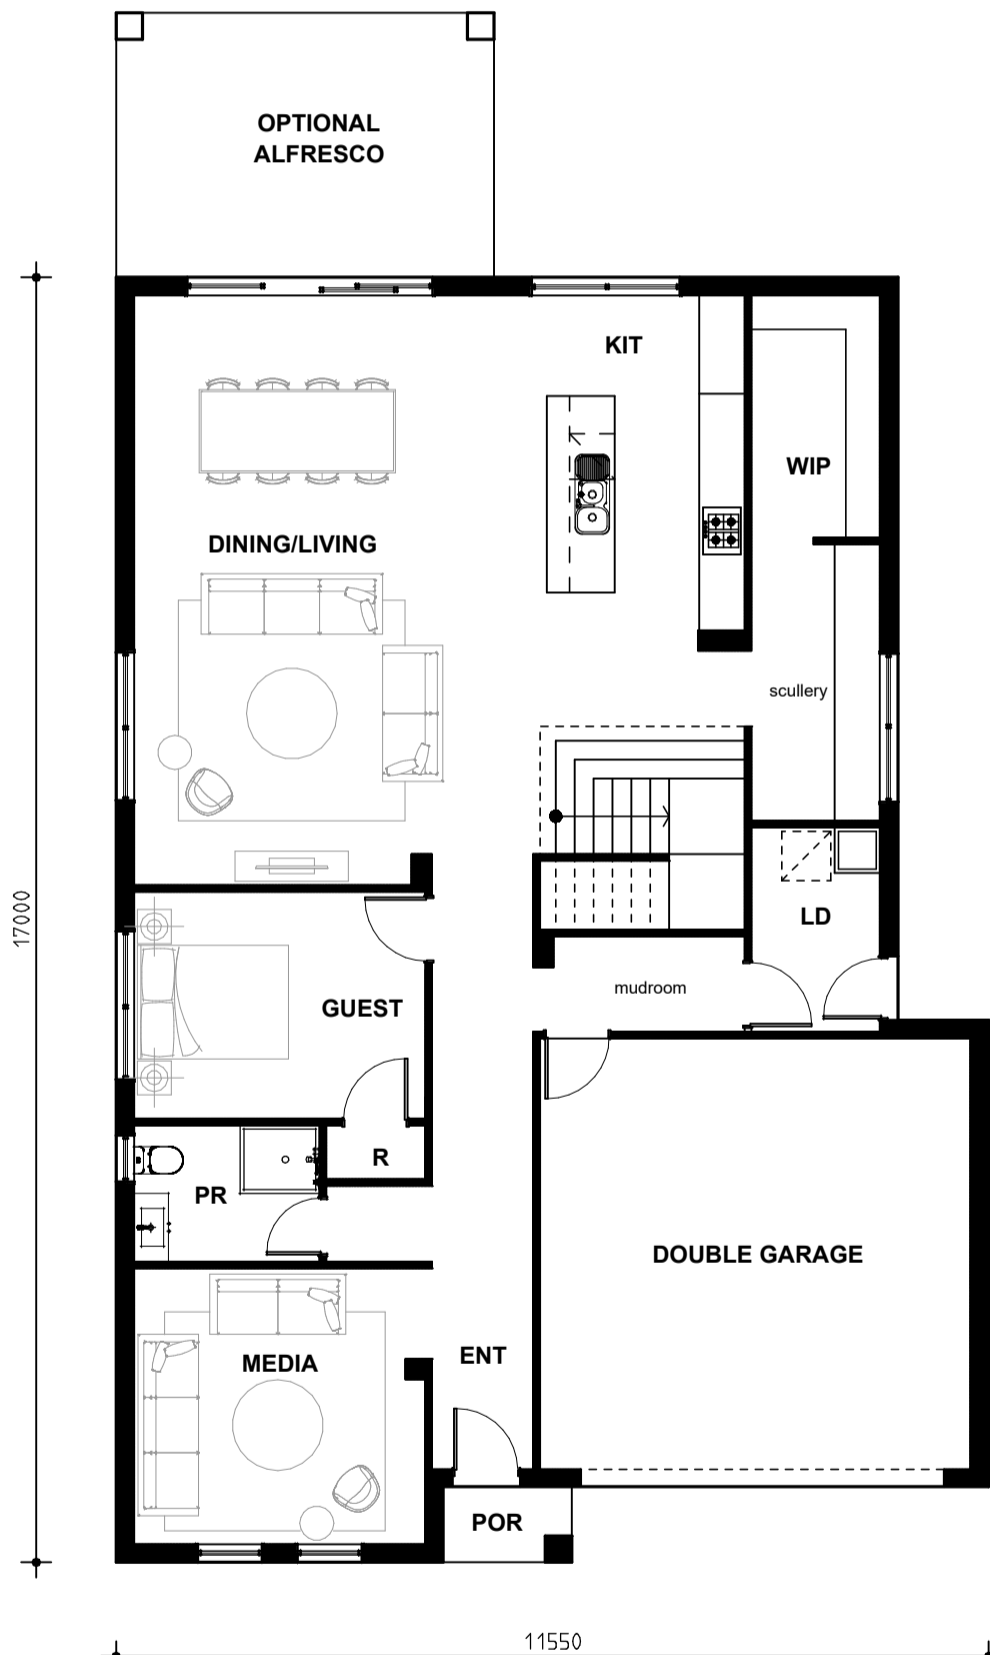 OPTIONAL
ALFRESCO
KIT
WIP
DINING/LIVING
scullery
17000
LD
mudroom
GUEST
R
PR
DOUBLE GARAGE
ENT
MEDIA
POR
11550